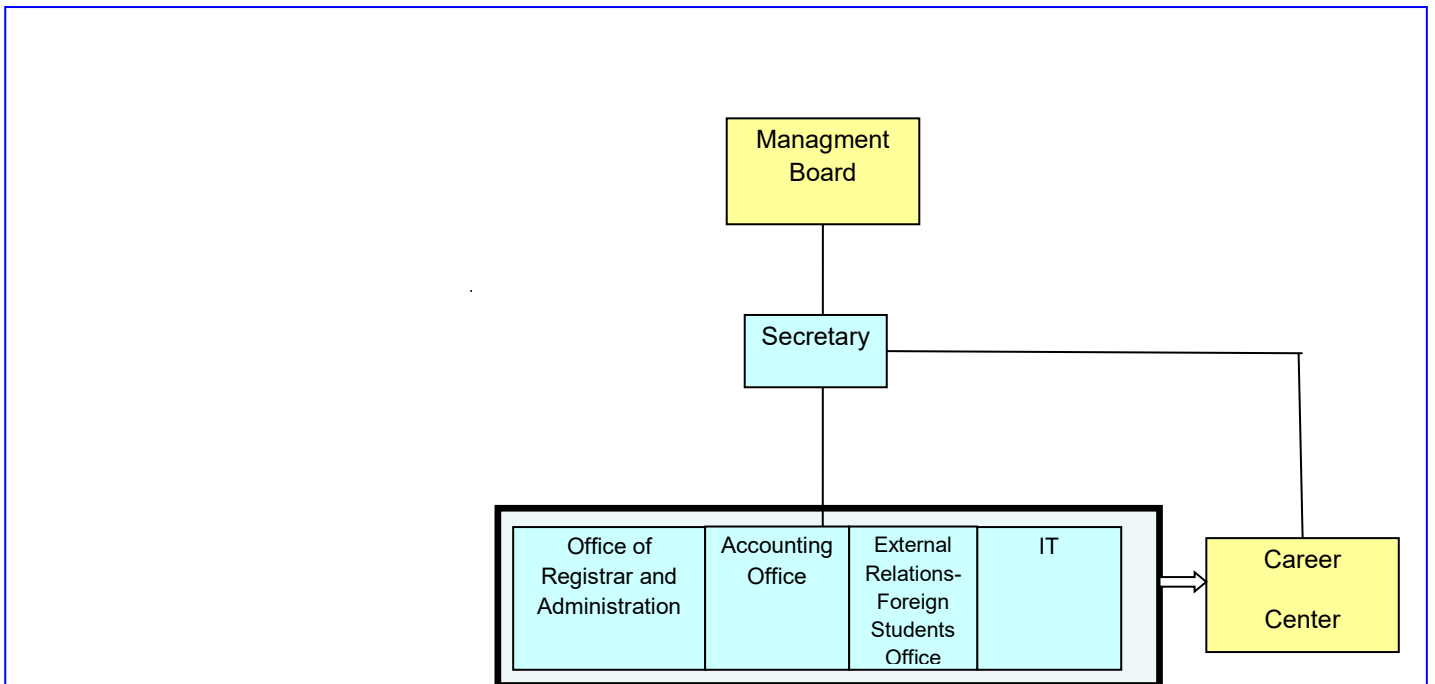 Managment
Board
Secretary
Office of
Registrar and
Administration
Accounting
Office
External
Relations-
Foreign
Students
Office
IT
Career
Center